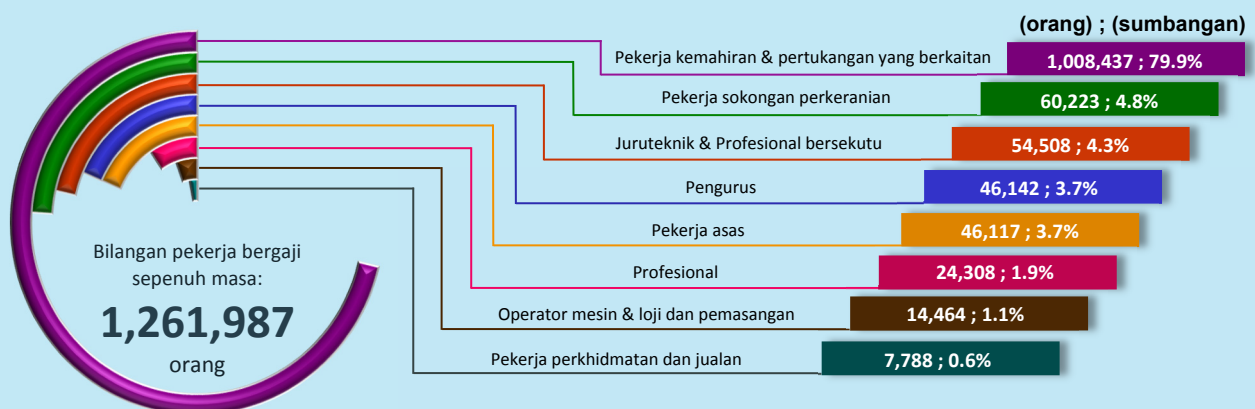 (orang) ; (sumbangan)
Pekerja kemahiran & pertukangan yang berkaitan
1,008,437 ; 79.9%
Pekerja sokongan perkeranian
60,223 ; 4.8%
Juruteknik & Profesional bersekutu
54,508 ; 4.3%
Pengurus
46,142 ; 3.7%
Pekerja asas
46,117 ; 3.7%
Profesional
24,308 ; 1.9%
Operator mesin & loji dan pemasangan
14,464 ; 1.1%
Pekerja perkhidmatan dan jualan
7,788 ; 0.6%
Bilangan pekerja bergaji
sepenuh masa:
1,261,987
orang